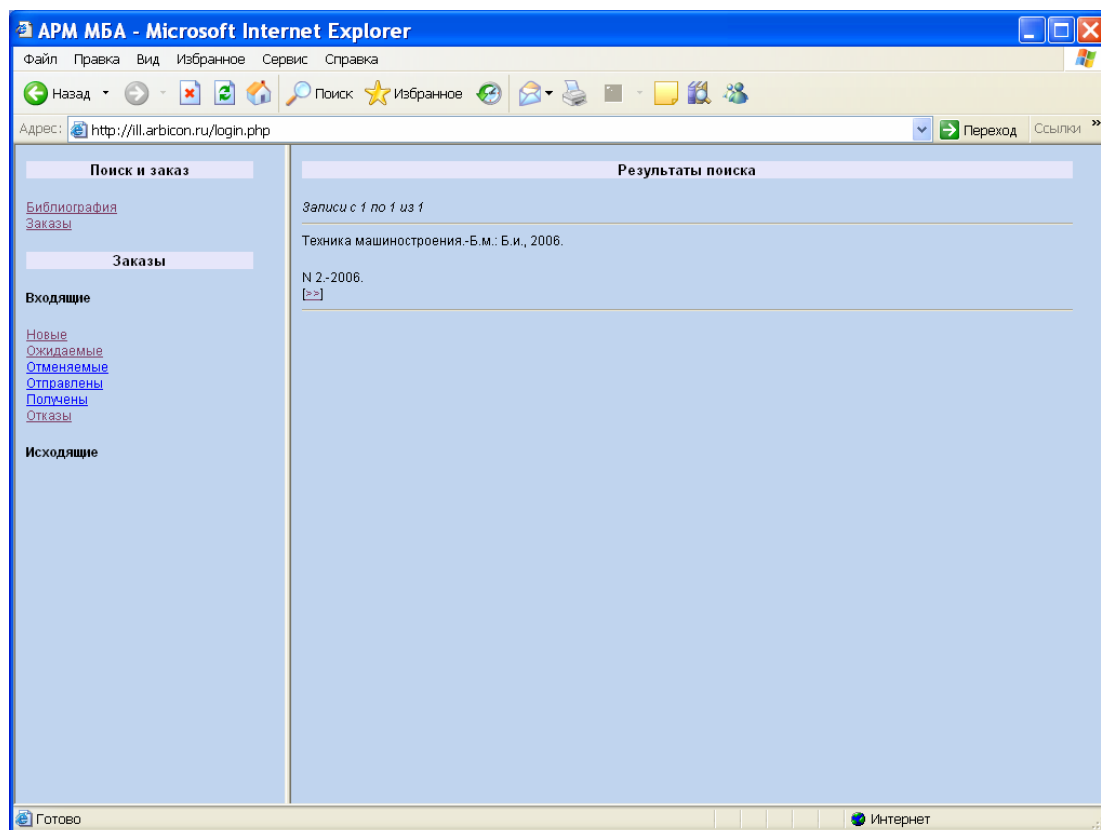 АРМ МБА - Microsoft Internet Explorer
Файл Правка Вид Избранное Сервис Справка
Назад Поиск Избранное
Адрес: http://ill.arbicon.ru/login.php Переход Ссылки »
Поиск и заказ
Библиография
Заказы
Заказы
Входящие
Новые
Ожидаемые
Отменяемые
Отправлены
Получены
Отказы
Исходящие
Результаты поиска
Записи с 1 по 1 из 1
Техника машиностроения.-Б.м.: Б.и., 2006.
N 2.-2006.
[>>]
Готово Интернет